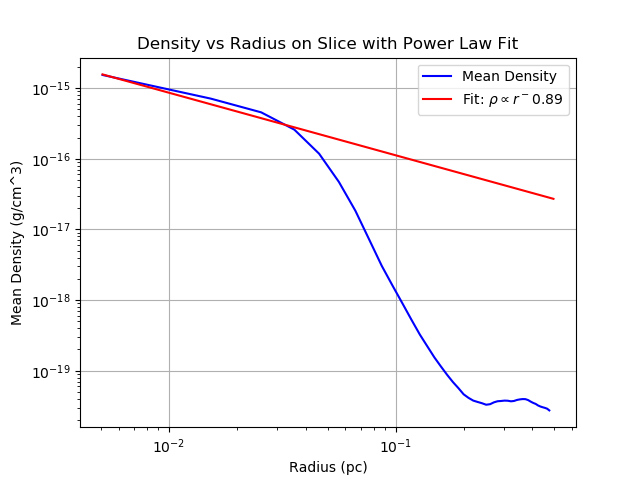 Density vs Radius on Slice with Power Law Fit
Mean Density
Fit: ρ ∝ r⁻0.89
10⁻¹⁵
10⁻¹⁶
10⁻¹⁷
10⁻¹⁸
10⁻¹⁹
Mean Density (g/cm^3)
10⁻²
10⁻¹
Radius (pc)